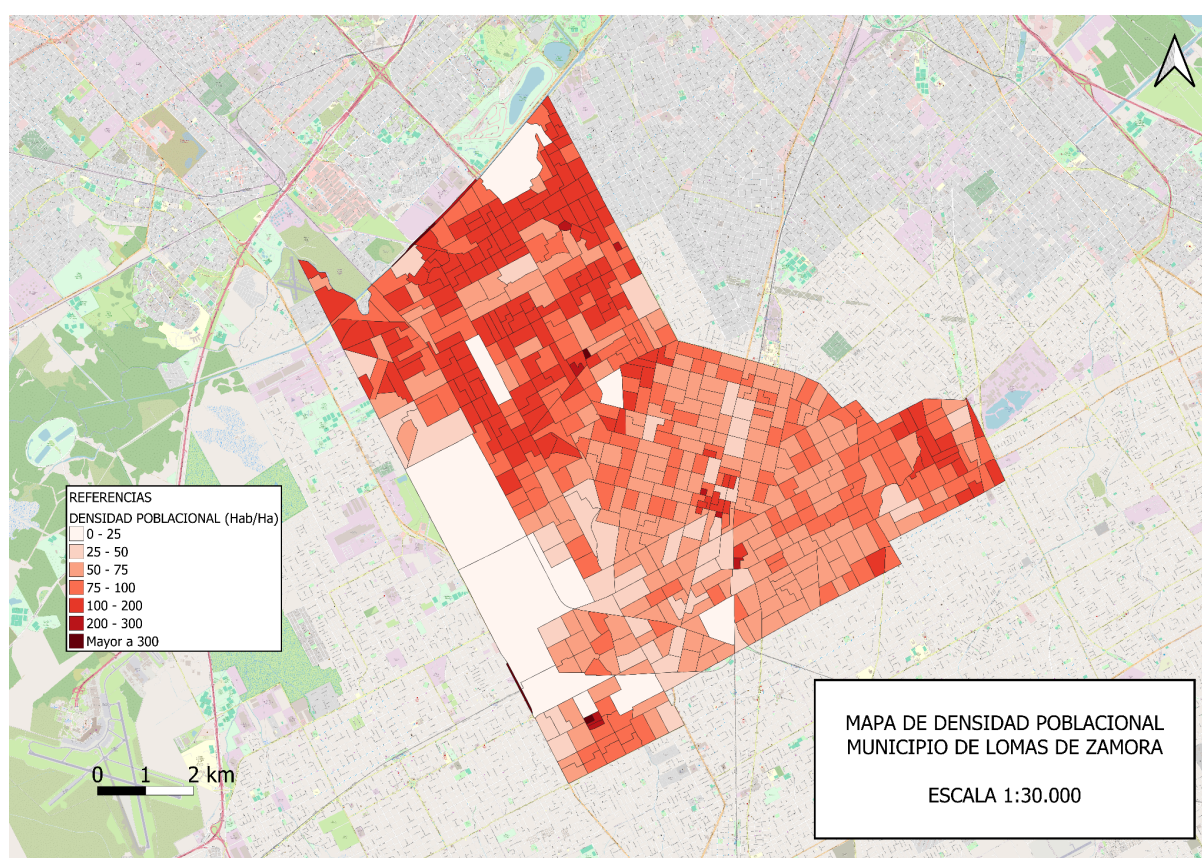 REFERENCIAS
DENSIDAD POBLACIONAL (Hab/Ha)
0 - 25
25 - 50
50 - 75
75 - 100
100 - 200
200 - 300
Mayor a 300
0 1 2 km
MAPA DE DENSIDAD POBLACIONAL
MUNICIPIO DE LOMAS DE ZAMORA
ESCALA 1:30.000